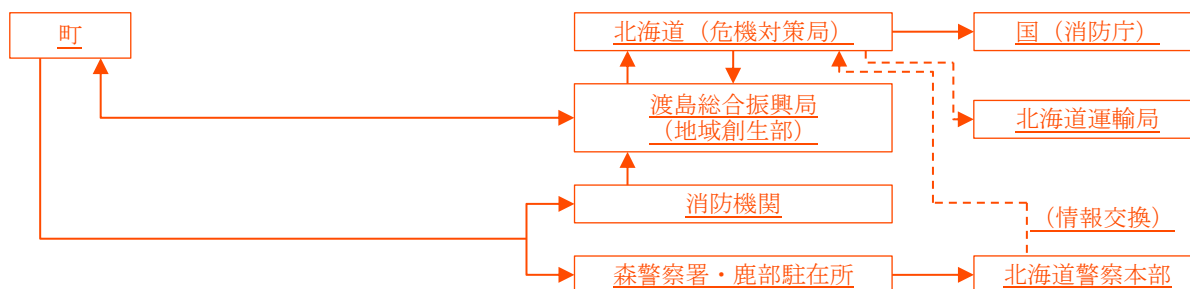 町
北海道（危機対策局）
国（消防庁）
渡島総合振興局
（地域創生部）
北海道運輸局
消防機関
（情報交換）
森警察署・鹿部駐在所
北海道警察本部